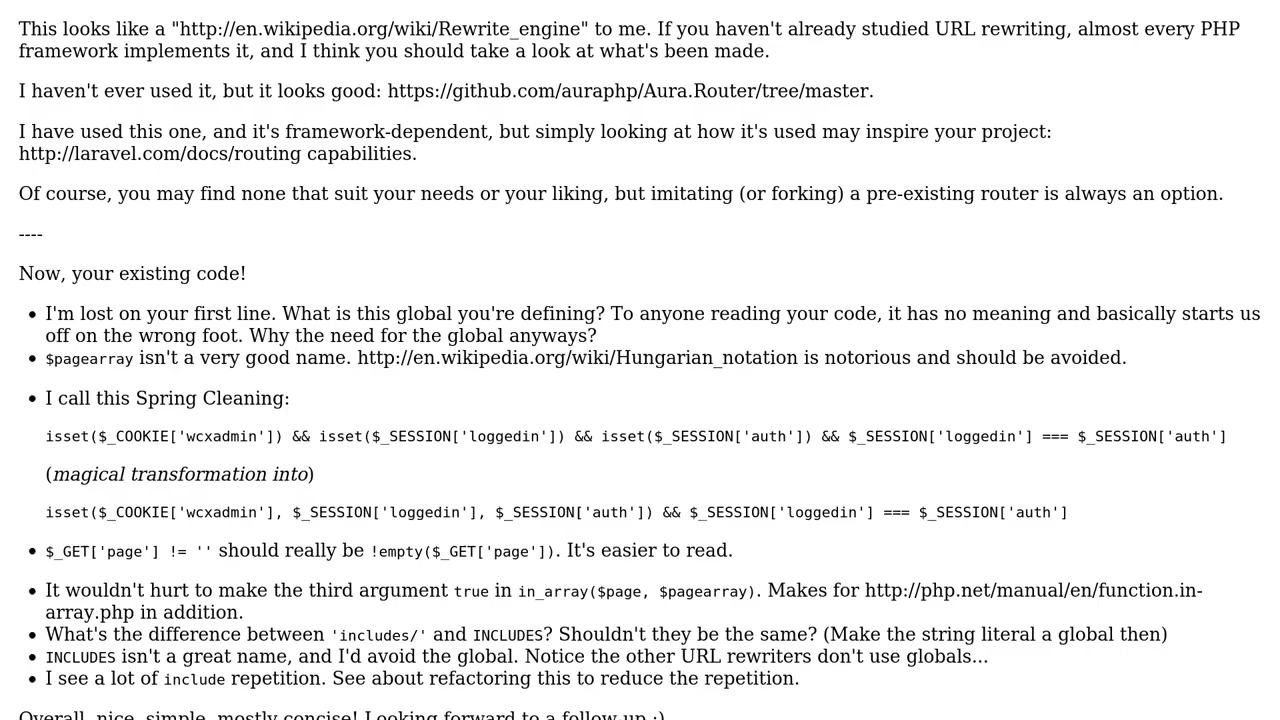 This looks like a "http://en.wikipedia.org/wiki/Rewrite_engine" to me. If you haven't already studied URL rewriting, almost every PHP
framework implements it, and I think you should take a look at what's been made.
I haven't ever used it, but it looks good: https://github.com/auraphp/Aura.Router/tree/master.
I have used this one, and it's framework-dependent, but simply looking at how it's used may inspire your project:
http://laravel.com/docs/routing capabilities.
Of course, you may find none that suit your needs or your liking, but imitating (or forking) a pre-existing router is always an option.
----
Now, your existing code!
• I'm lost on your first line. What is this global you're defining? To anyone reading your code, it has no meaning and basically starts us
off on the wrong foot. Why the need for the global anyways?
• $pagearray isn't a very good name. http://en.wikipedia.org/wiki/Hungarian_notation is notorious and should be avoided.
• I call this Spring Cleaning:
isset($_COOKIE['wcxadmin']) && isset($_SESSION['loggedin']) && isset($_SESSION['auth']) && $_SESSION['loggedin'] === $_SESSION['auth']
(magical transformation into)
isset($_COOKIE['wcxadmin'], $_SESSION['loggedin'], $_SESSION['auth']) && $_SESSION['loggedin'] === $_SESSION['auth']
• $_GET['page'] != '' should really be !empty($_GET['page']). It's easier to read.
• It wouldn't hurt to make the third argument true in in_array($page, $pagearray). Makes for http://php.net/manual/en/function.in-
array.php in addition.
• What's the difference between 'includes/' and INCLUDES? Shouldn't they be the same? (Make the string literal a global then)
• INCLUDES isn't a great name, and I'd avoid the global. Notice the other URL rewriters don't use globals...
• I see a lot of include repetition. See about refactoring this to reduce the repetition.
Overall, nice, simple, mostly concise! Looking forward to a follow-up :)